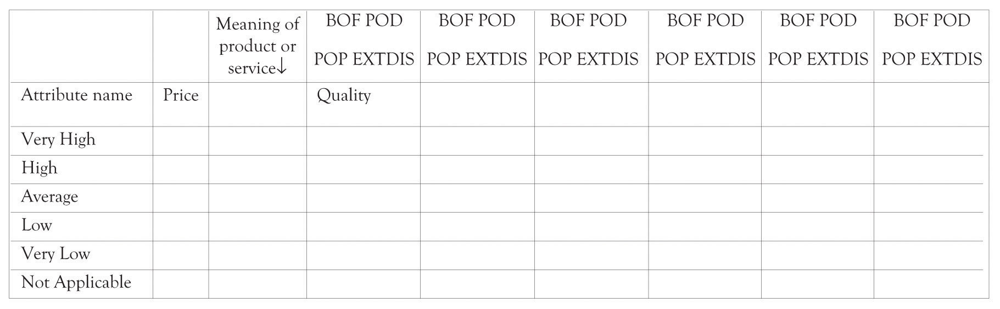 Meaning of
product or
service↓
BOF POD
POP EXTDIS
BOF POD
POP EXTDIS
BOF POD
POP EXTDIS
BOF POD
POP EXTDIS
BOF POD
POP EXTDIS
BOF POD
POP EXTDIS
Attribute name
Price
Quality
Very High
High
Average
Low
Very Low
Not Applicable